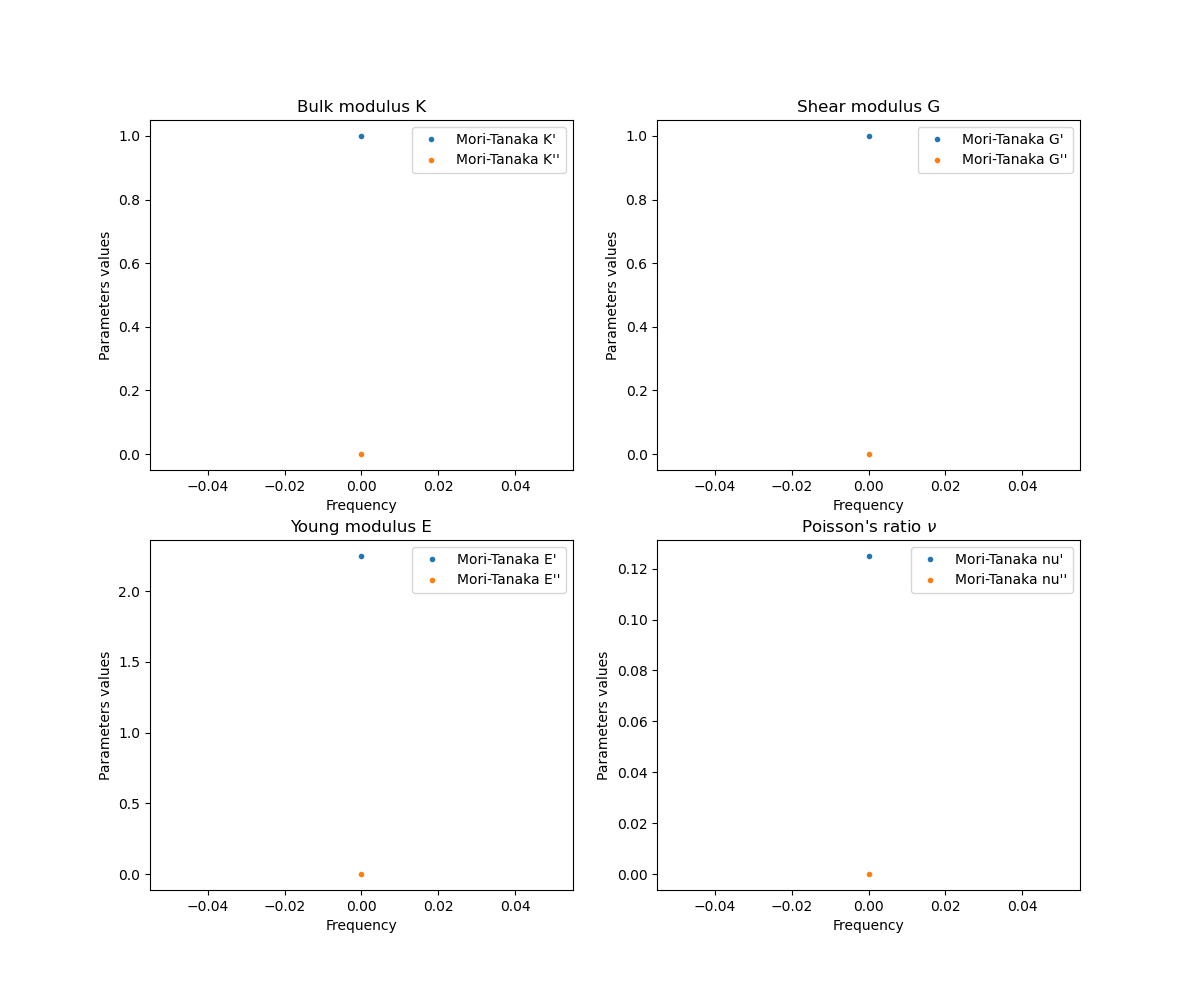 Bulk modulus K
Mori-Tanaka K'
Mori-Tanaka K''
1.0
0.8
0.6
0.4
0.2
0.0
Parameters values
−0.04
−0.02
0.00
0.02
0.04
Frequency
Shear modulus G
Mori-Tanaka G'
Mori-Tanaka G''
1.0
0.8
0.6
0.4
0.2
0.0
Parameters values
−0.04
−0.02
0.00
0.02
0.04
Frequency
Young modulus E
Mori-Tanaka E'
Mori-Tanaka E''
2.0
1.5
1.0
0.5
0.0
Parameters values
−0.04
−0.02
0.00
0.02
0.04
Frequency
Poisson's ratio ν
Mori-Tanaka nu'
Mori-Tanaka nu''
0.12
0.10
0.08
0.06
0.04
0.02
0.00
Parameters values
−0.04
−0.02
0.00
0.02
0.04
Frequency